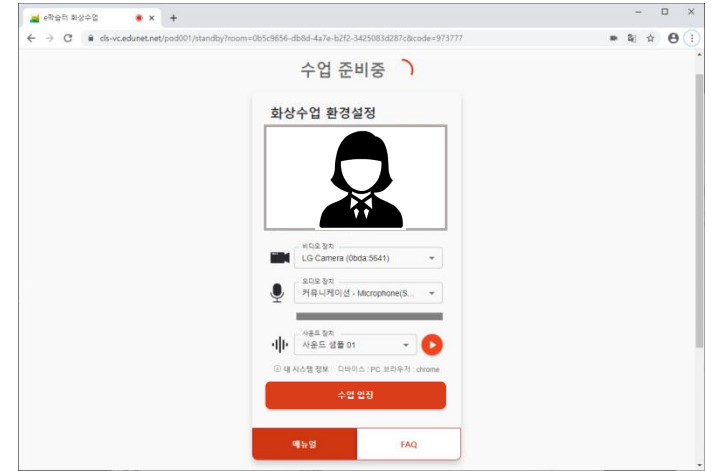 e학습터 화상수업
cls-vc.edunet.net/pod001/standby?room=0b5c9656-db8d-4a7e-b2f2-3425083d287c&code=973777
수업 준비중
화상수업 환경설정
비디오 장치
LG Camera (0bda:5641)
오디오 장치
커뮤니케이션 - Microphone(S...
사운드 장치
사운드 샘플 01
내 시스템 정보. 디바이스 : PC 브라우저 : chrome
수업 입장
메뉴얼
FAQ